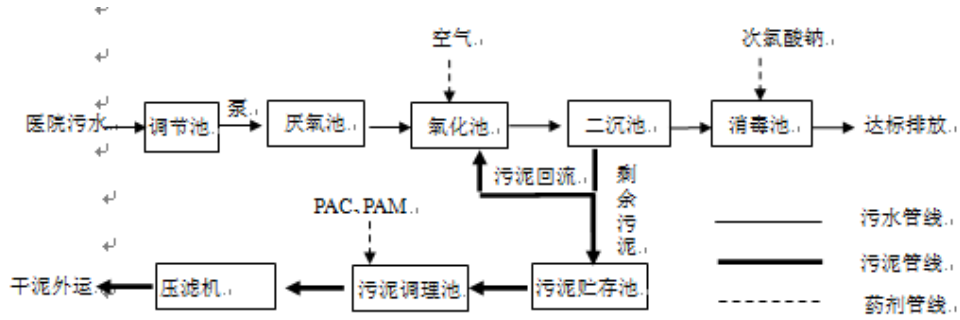 空气
次氯酸钠
医院污水
调节池
泵
厌氧池
氧化池
二沉池
消毒池
达标排放
污泥回流
剩余污泥
PAC、PAM
污水管线
干泥外运
压滤机
污泥调理池
污泥贮存池
污泥管线
药剂管线